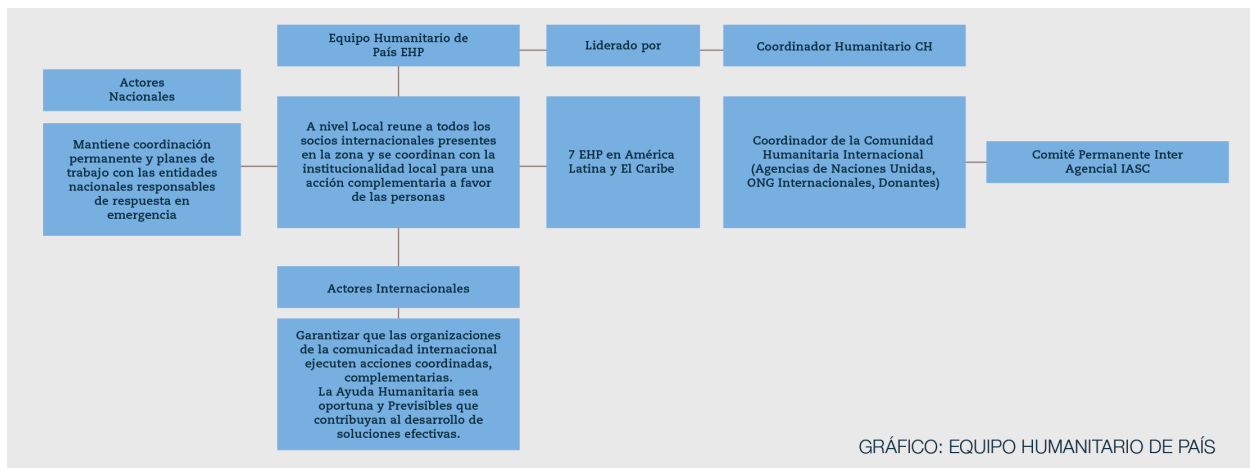 Equipo Humanitario de
País EHP
Liderado por
Coordinador Humanitario CH
Actores
Nacionales
Mantiene coordinación
permanente y planes de
trabajo con las entidades
nacionales responsables
de respuesta en
emergencia
A nivel Local reune a todos los
socios internacionales presentes
en la zona y se coordinan con la
institucionalidad local para una
acción complementaria a favor
de las personas
7 EHP en América
Latina y El Caribe
Coordinador de la Comunidad
Humanitaria Internacional
(Agencias de Naciones Unidas,
ONG Internacionales, Donantes)
Comité Permanente Inter
Agencial IASC
Actores Internacionales
Garantizar que las organizaciones
de la comunicadad internacional
ejecuten acciones coordinadas,
complementarias.
La Ayuda Humanitaria sea
oportuna y Previsibles que
contribuyan al desarrollo de
soluciones efectivas.
GRÁFICO: EQUIPO HUMANITARIO DE PAÍS